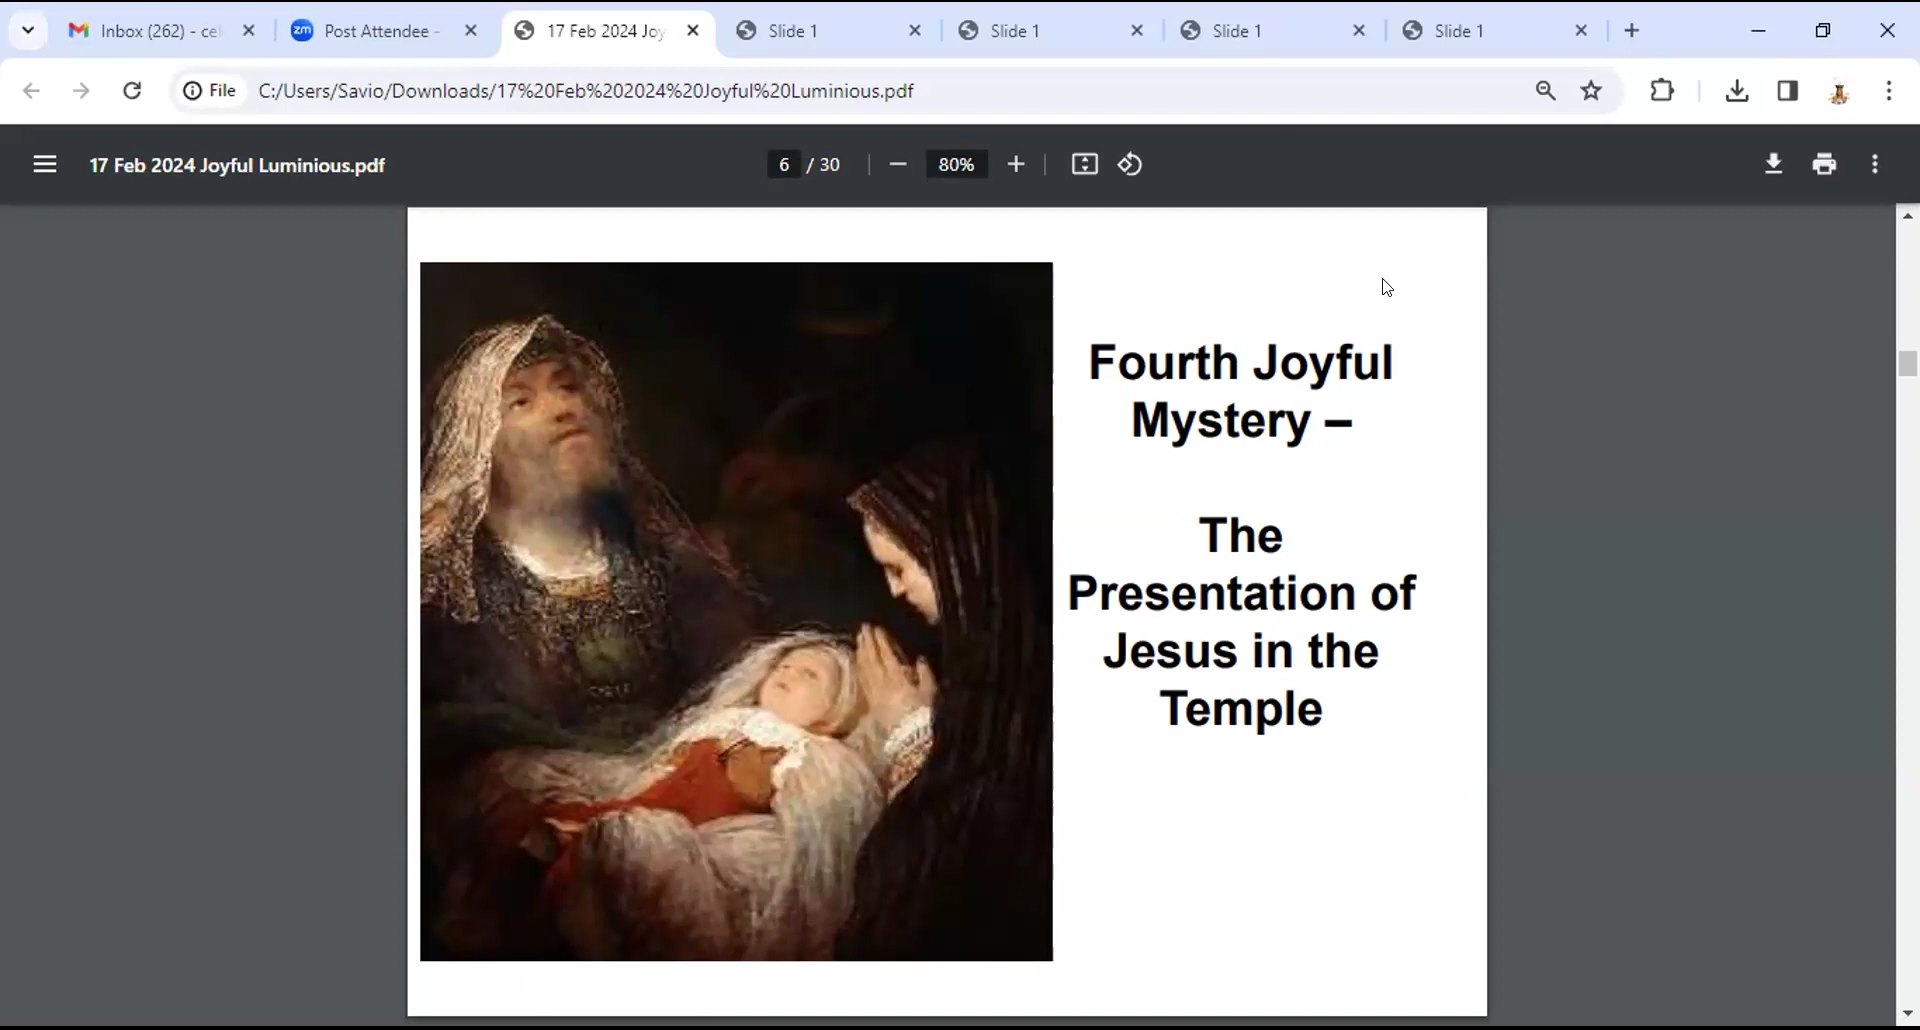 Inbox (262) - cel
Post Attendee -
17 Feb 2024 Joy
Slide 1
Slide 1
Slide 1
Slide 1
File
C:/Users/Savio/Downloads/17%20Feb%202024%20Joyful%20Luminious.pdf
17 Feb 2024 Joyful Luminious.pdf
6 / 30
80%
Fourth Joyful
Mystery –
The
Presentation of
Jesus in the
Temple